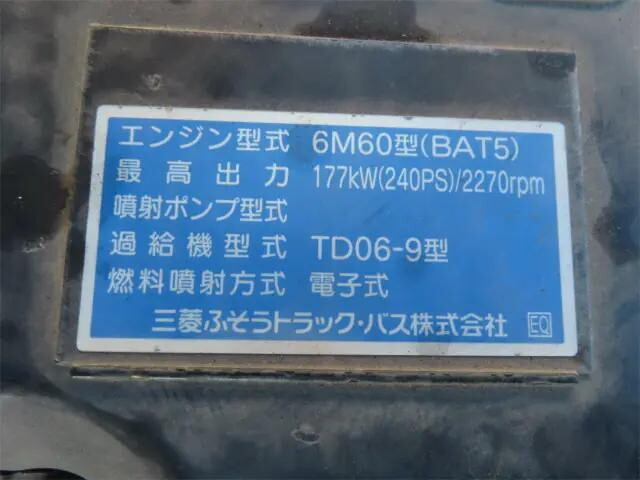 エンジン型式 6M60型(BAT5)
最高出力 177kW(240PS)/2270rpm
噴射ポンプ型式
過給機型式 TD06-9型
燃料噴射方式 電子式
三菱ふそうトラック・バス株式会社 EQ